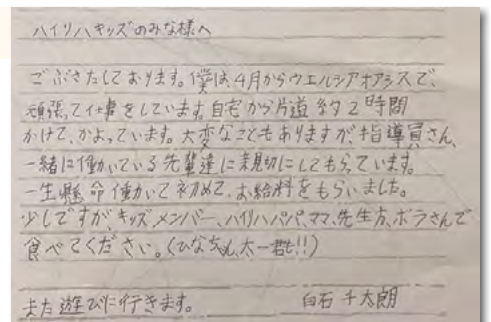 ハイリハキッズのみな様へ
ごぶさたしております。僕は、4月からウエルシアオアシスで、
頑張って仕事をしています。自宅から片道約2時間
かけて、かよっています。大変なこともありますが、指導員さん、
一緒に働いている先輩達に親切にしてもらっています。
一生懸命働いて初めて、お給料をもらいました。
少しですが、キッズメンバー、ハイリハパパ、ママ、先生方、ボラさんで
食べてください。(ひなちゃん、太一君も!!)
また遊びに行きます。 白石 千太朗